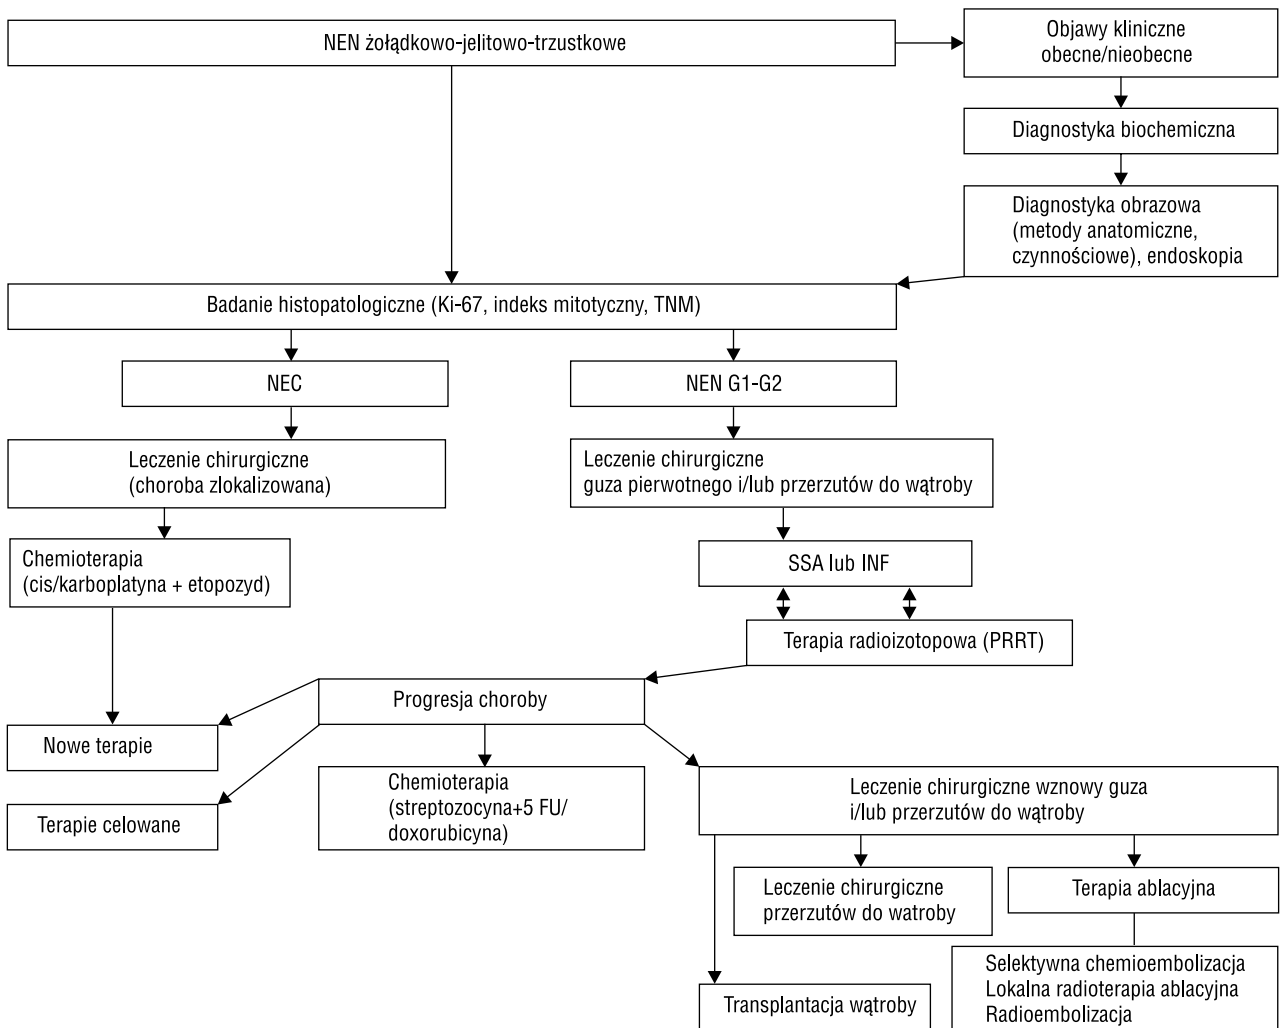 NEN żołądkowo-jelitowo-trzustkowe
Objawy kliniczne
obecne/nieobecne
Diagnostyka biochemiczna
Diagnostyka obrazowa
(metody anatomiczne,
czynnościowe), endoskopia
Badanie histopatologiczne (Ki-67, indeks mitotyczny, TNM)
NEC
NEN G1-G2
Leczenie chirurgiczne
(choroba zlokalizowana)
Leczenie chirurgiczne
guza pierwotnego i/lub przerzutów do wątroby
Chemioterapia
(cis/karboplatyna + etopozyd)
SSA lub INF
Terapia radioizotopowa (PRRT)
Progresja choroby
Nowe terapie
Terapie celowane
Chemioterapia
(streptozocyna+5 FU/
doxorubicyna)
Leczenie chirurgiczne wznowy guza
i/lub przerzutów do wątroby
Leczenie chirurgiczne
przerzutów do watroby
Terapia ablacyjna
Transplantacja wątroby
Selektywna chemioembolizacja
Lokalna radioterapia ablacyjna
Radioembolizacja